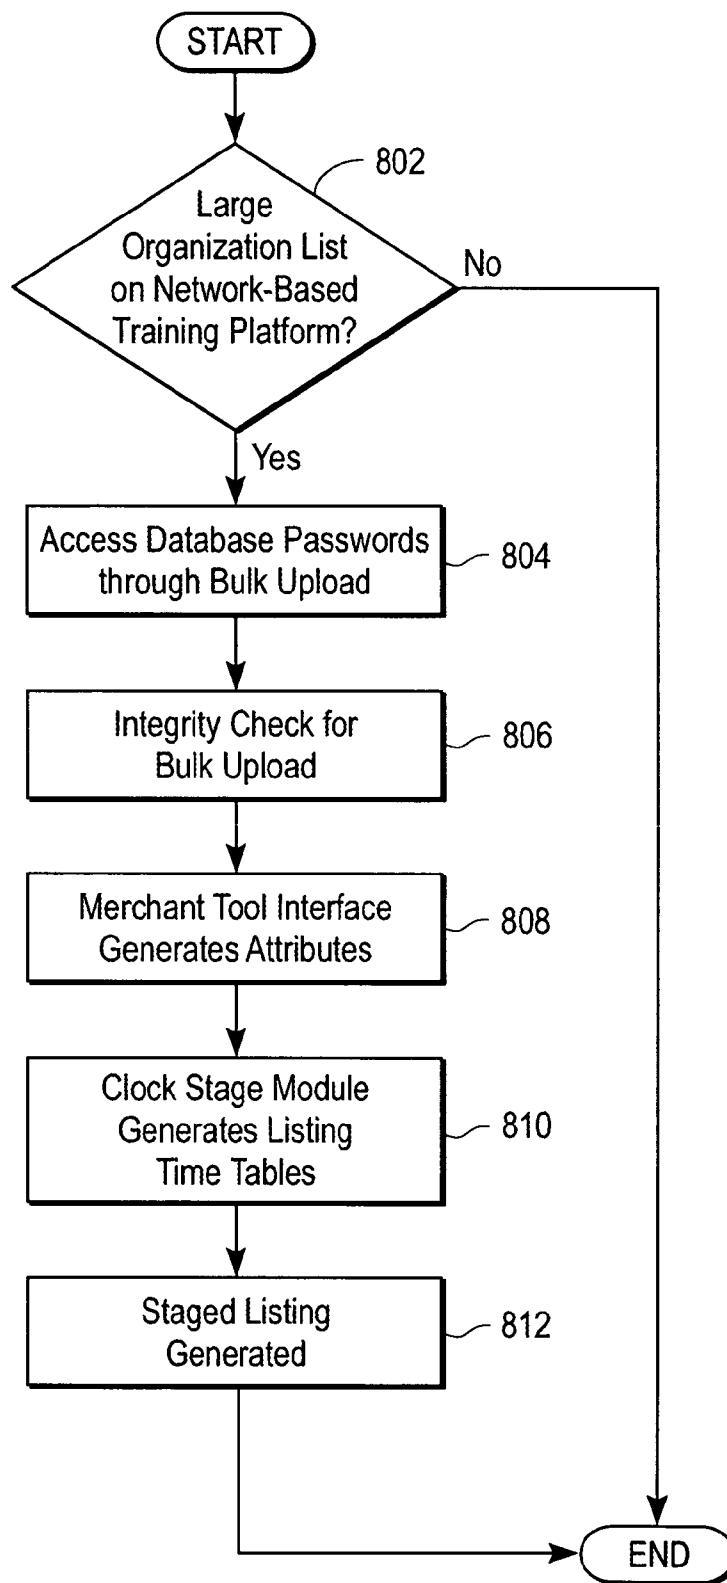 START
802
Large
Organization List
on Network-Based
Training Platform?
No
Yes
Access Database Passwords
through Bulk Upload
804
Integrity Check for
Bulk Upload
806
Merchant Tool Interface
Generates Attributes
808
Clock Stage Module
Generates Listing
Time Tables
810
Staged Listing
Generated
812
END